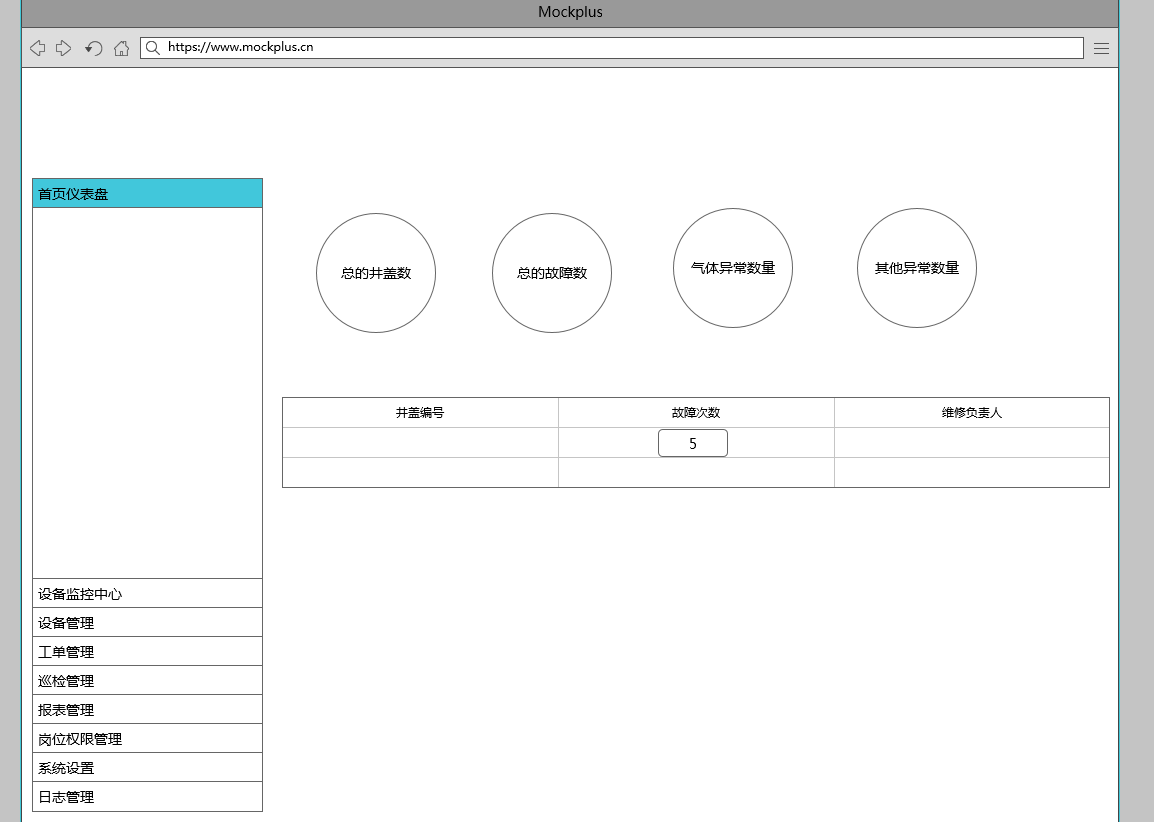 Mockplus
https://www.mockplus.cn
首页仪表盘
总的井盖数
总的故障数
气体异常数量
其他异常数量
井盖编号
故障次数
维修负责人
5
设备监控中心
设备管理
工单管理
巡检管理
报表管理
岗位权限管理
系统设置
日志管理